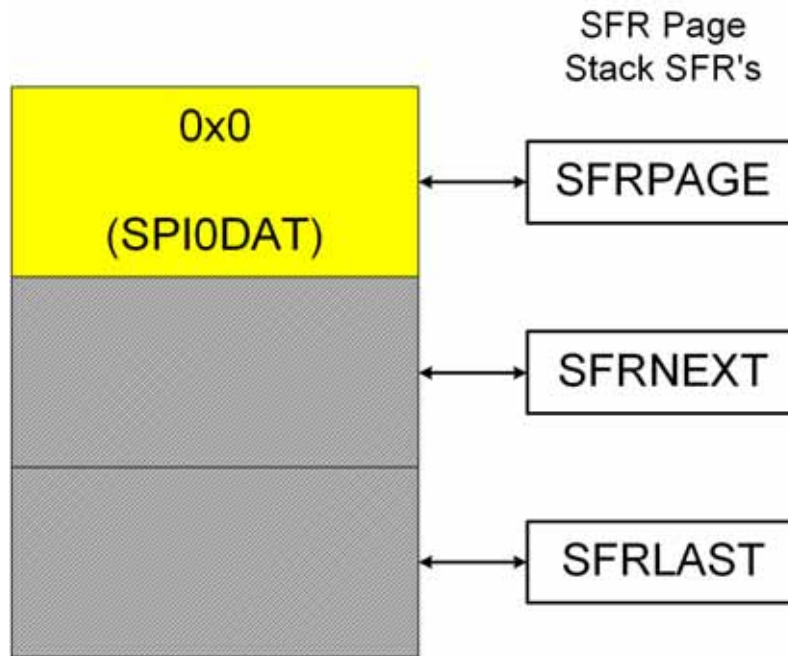 SFR Page
Stack SFR's
0x0
(SPI0DAT)
SFRPAGE
SFRNEXT
SFRLAST